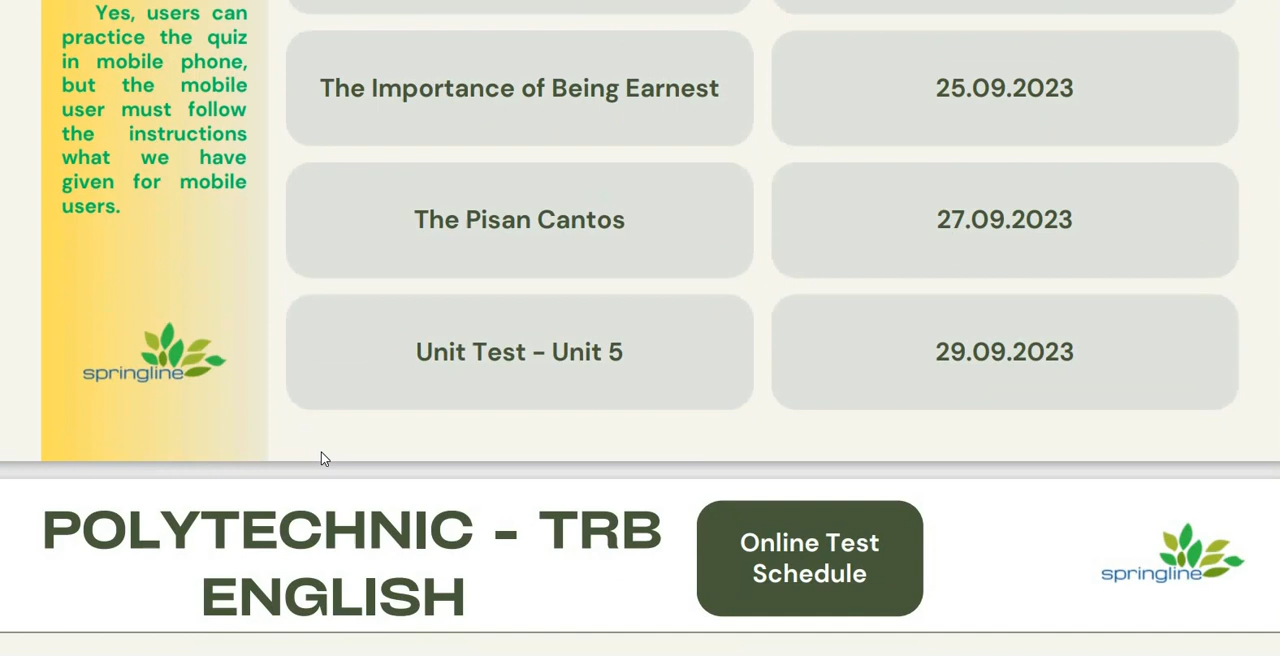 Yes, users can
practice the quiz
in mobile phone,
but the mobile
user must follow
the instructions
what we have
given for mobile
users.
springline
The Importance of Being Earnest 25.09.2023
The Pisan Cantos 27.09.2023
Unit Test - Unit 5 29.09.2023
POLYTECHNIC - TRB
ENGLISH
Online Test
Schedule
springline